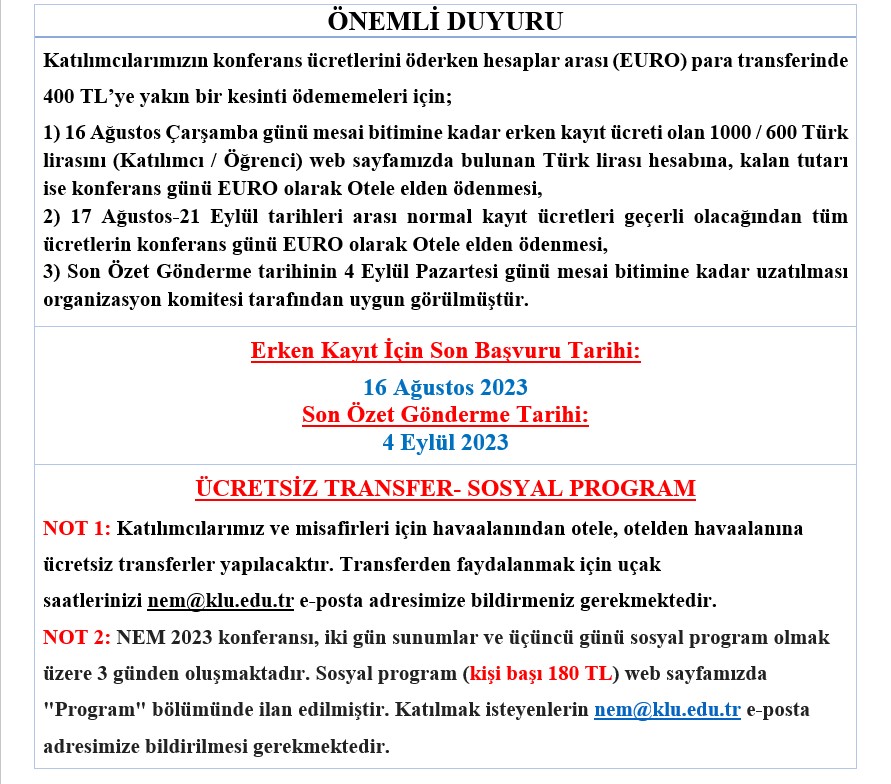 ÖNEMLİ DUYURU
Katılımcılarımızın konferans ücretlerini öderken hesaplar arası (EURO) para transferinde
400 TL’ye yakın bir kesinti ödememeleri için;
1) 16 Ağustos Çarşamba günü mesai bitimine kadar erken kayıt ücreti olan 1000 / 600 Türk
lirasını (Katılımcı / Öğrenci) web sayfamızda bulunan Türk lirası hesabına, kalan tutarı
ise konferans günü EURO olarak Otele elden ödenmesi,
2) 17 Ağustos-21 Eylül tarihleri arası normal kayıt ücretleri geçerli olacağından tüm
ücretlerin konferans günü EURO olarak Otele elden ödenmesi,
3) Son Özet Gönderme tarihinin 4 Eylül Pazartesi günü mesai bitimine kadar uzatılması
organizasyon komitesi tarafından uygun görülmüştür.
Erken Kayıt İçin Son Başvuru Tarihi:
16 Ağustos 2023
Son Özet Gönderme Tarihi:
4 Eylül 2023
ÜCRETSİZ TRANSFER- SOSYAL PROGRAM
NOT 1: Katılımcılarımız ve misafirleri için havaalanından otele, otelden havaalanına
ücretsiz transferler yapılacaktır. Transferden faydalanmak için uçak
saatlerinizi nem@klu.edu.tr e-posta adresimize bildirmeniz gerekmektedir.
NOT 2: NEM 2023 konferansı, iki gün sunumlar ve üçüncü günü sosyal program olmak
üzere 3 günden oluşmaktadır. Sosyal program (kişi başı 180 TL) web sayfamızda
"Program" bölümünde ilan edilmiştir. Katılmak isteyenlerin nem@klu.edu.tr e-posta
adresimize bildirilmesi gerekmektedir.